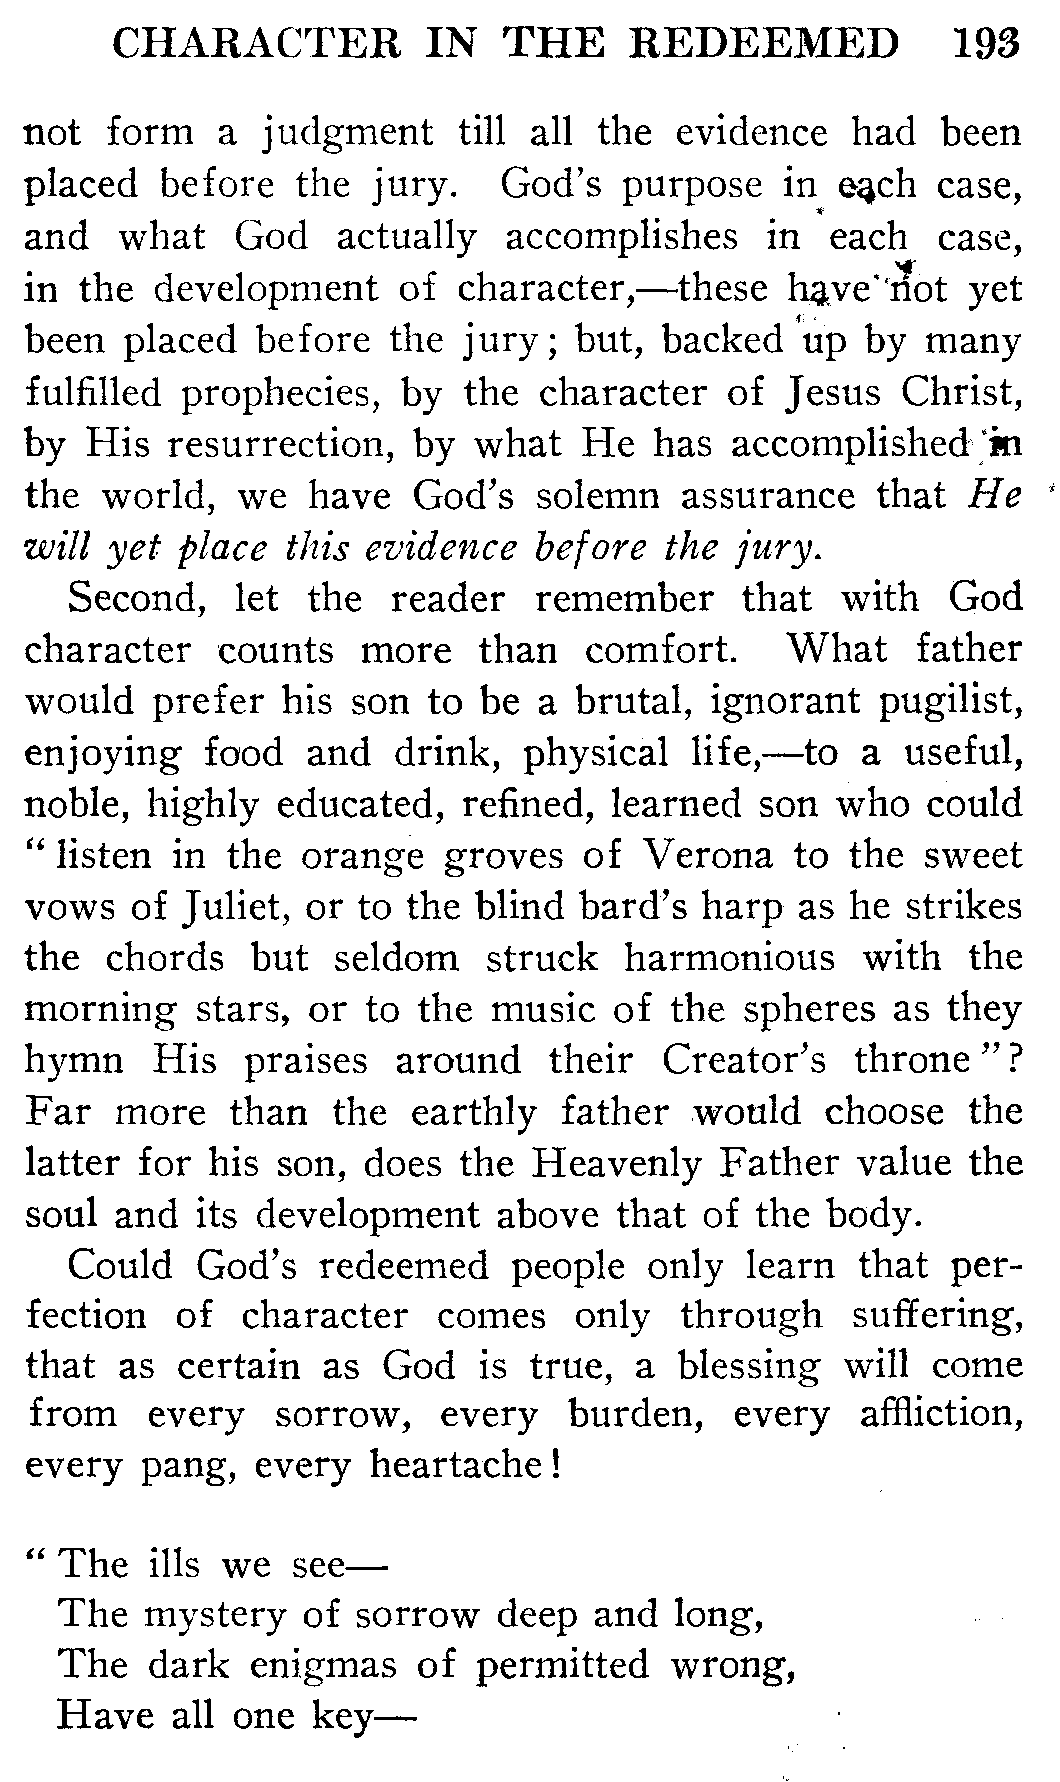 CHARACTER IN THE REDEEMED 193
not form a judgment till all the evidence had been
placed before the jury. God's purpose in each case,
and what God actually accomplishes in each case,
in the development of character,—these have not yet
been placed before the jury; but, backed up by many
fulfilled prophecies, by the character of Jesus Christ,
by His resurrection, by what He has accomplished in
the world, we have God's solemn assurance that He
will yet place this evidence before the jury.
Second, let the reader remember that with God
character counts more than comfort. What father
would prefer his son to be a brutal, ignorant pugilist,
enjoying food and drink, physical life,—to a useful,
noble, highly educated, refined, learned son who could
“ listen in the orange groves of Verona to the sweet
vows of Juliet, or to the blind bard's harp as he strikes
the chords but seldom struck harmonious with the
morning stars, or to the music of the spheres as they
hymn His praises around their Creator's throne ”?
Far more than the earthly father would choose the
latter for his son, does the Heavenly Father value the
soul and its development above that of the body.
Could God's redeemed people only learn that per-
fection of character comes only through suffering,
that as certain as God is true, a blessing will come
from every sorrow, every burden, every affliction,
every pang, every heartache!
“ The ills we see—
The mystery of sorrow deep and long,
The dark enigmas of permitted wrong,
Have all one key—